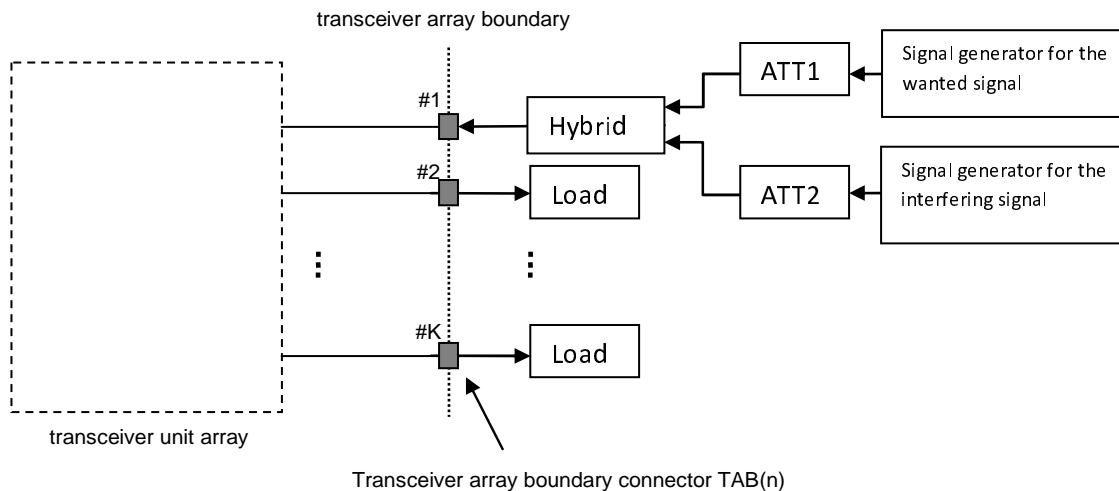 transceiver array boundary
Signal generator for the
wanted signal
ATT1
#1
Hybrid
#2
Load
ATT2
Signal generator for the
interfering signal
#K
Load
transceiver unit array
Transceiver array boundary connector TAB(n)